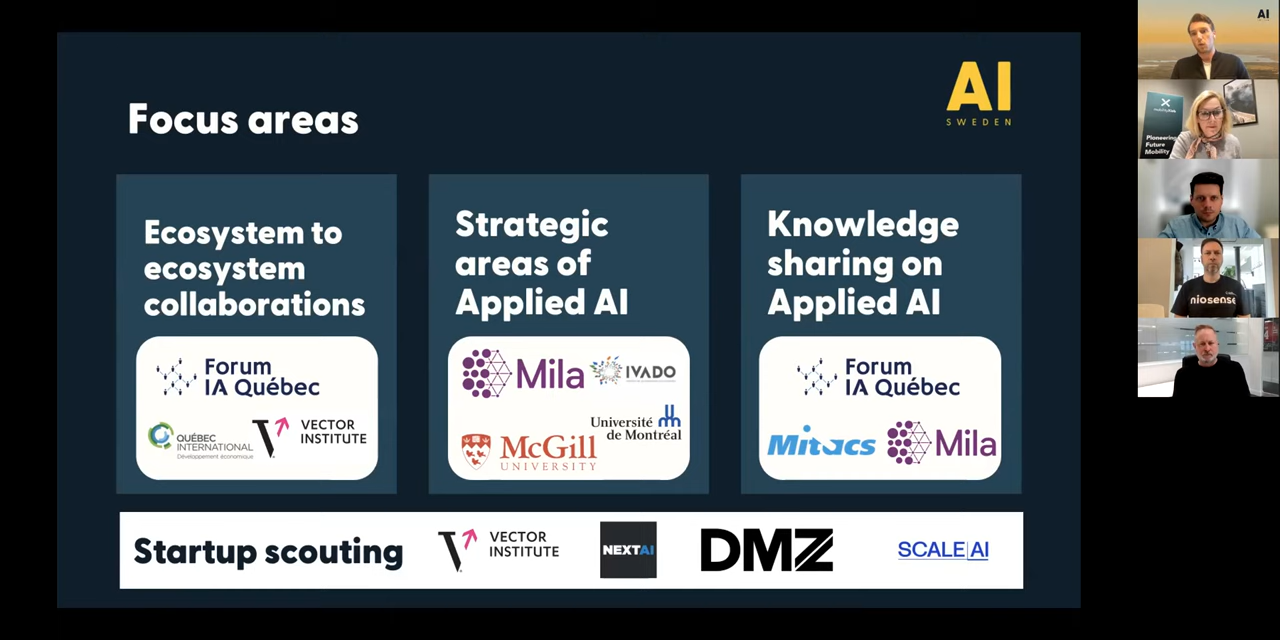 Focus areas
AI
SWEDEN
Ecosystem to
ecosystem
collaborations
Forum
IA Québec
QUÉBEC
INTERNATIONAL
Développement économique
VECTOR
INSTITUTE
Strategic
areas of
Applied AI
Mila
IVADO
Université
de Montréal
McGill
UNIVERSITY
Knowledge
sharing on
Applied AI
Forum
IA Québec
Mitacs
Mila
Startup scouting
VECTOR
INSTITUTE
NEXTAI
DMZ
SCALE|AI
AI
Pioneering
Future
Mobility
niosense